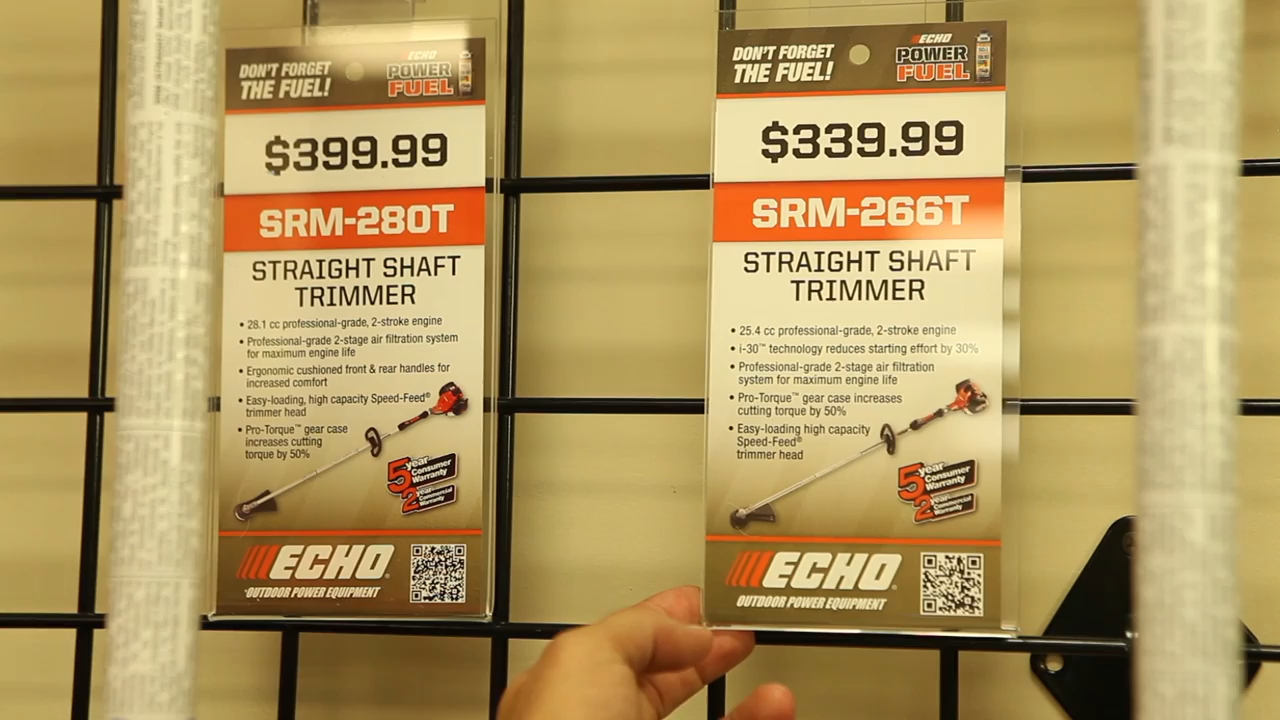 DON'T FORGET
THE FUEL!
ECHO
POWER
FUEL
$399.99
SRM-280T
STRAIGHT SHAFT
TRIMMER
• 28.1 cc professional-grade, 2-stroke engine
• Professional-grade 2-stage air filtration system
for maximum engine life
• Ergonomic cushioned front & rear handles for
increased comfort
• Easy-loading, high capacity Speed-Feed®
trimmer head
• Pro-Torque™ gear case
increases cutting
torque by 50%
5 year
Consumer
Warranty
2 year
Commercial
Warranty
ECHO
OUTDOOR POWER EQUIPMENT
DON'T FORGET
THE FUEL!
ECHO
POWER
FUEL
$339.99
SRM-266T
STRAIGHT SHAFT
TRIMMER
• 25.4 cc professional-grade, 2-stroke engine
• i-30™ technology reduces starting effort by 30%
• Professional-grade 2-stage air filtration
system for maximum engine life
• Pro-Torque™ gear case increases
cutting torque by 50%
• Easy-loading high capacity
Speed-Feed®
trimmer head
5 year
Consumer
Warranty
2 year
Commercial
Warranty
ECHO
OUTDOOR POWER EQUIPMENT